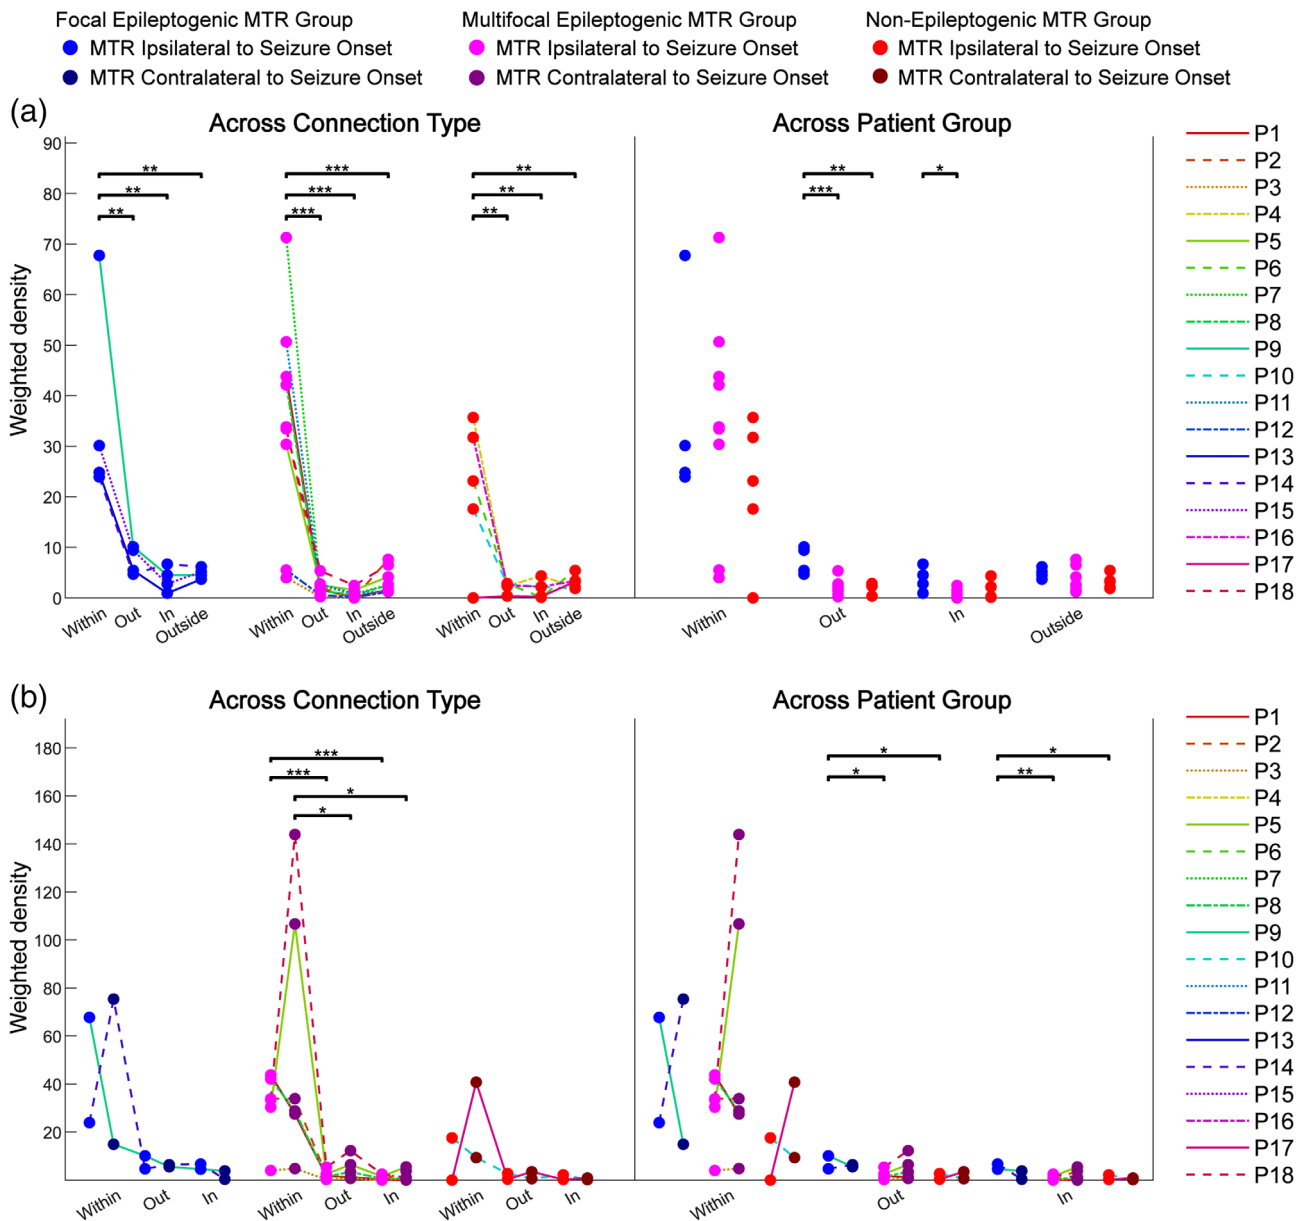 Focal Epileptogenic MTR Group Multifocal Epileptogenic MTR Group Non-Epileptogenic MTR Group
MTR Ipsilateral to Seizure Onset MTR Ipsilateral to Seizure Onset MTR Ipsilateral to Seizure Onset
MTR Contralateral to Seizure Onset MTR Contralateral to Seizure Onset MTR Contralateral to Seizure Onset
(a)
Across Connection Type Across Patient Group
Weighted density
90
80
70
60
50
40
30
20
10
0
** ** **
*** *** ***
** ** **
** ***
*
Within Out In Outside Within Out In Outside Within Out In Outside
Within Out In Outside
P1
P2
P3
P4
P5
P6
P7
P8
P9
P10
P11
P12
P13
P14
P15
P16
P17
P18
(b)
Across Connection Type Across Patient Group
Weighted density
180
160
140
120
100
80
60
40
20
***
***
*
*
*
*
*
**
Within Out In Within Out In Within Out In
Within Out In
P1
P2
P3
P4
P5
P6
P7
P8
P9
P10
P11
P12
P13
P14
P15
P16
P17
P18